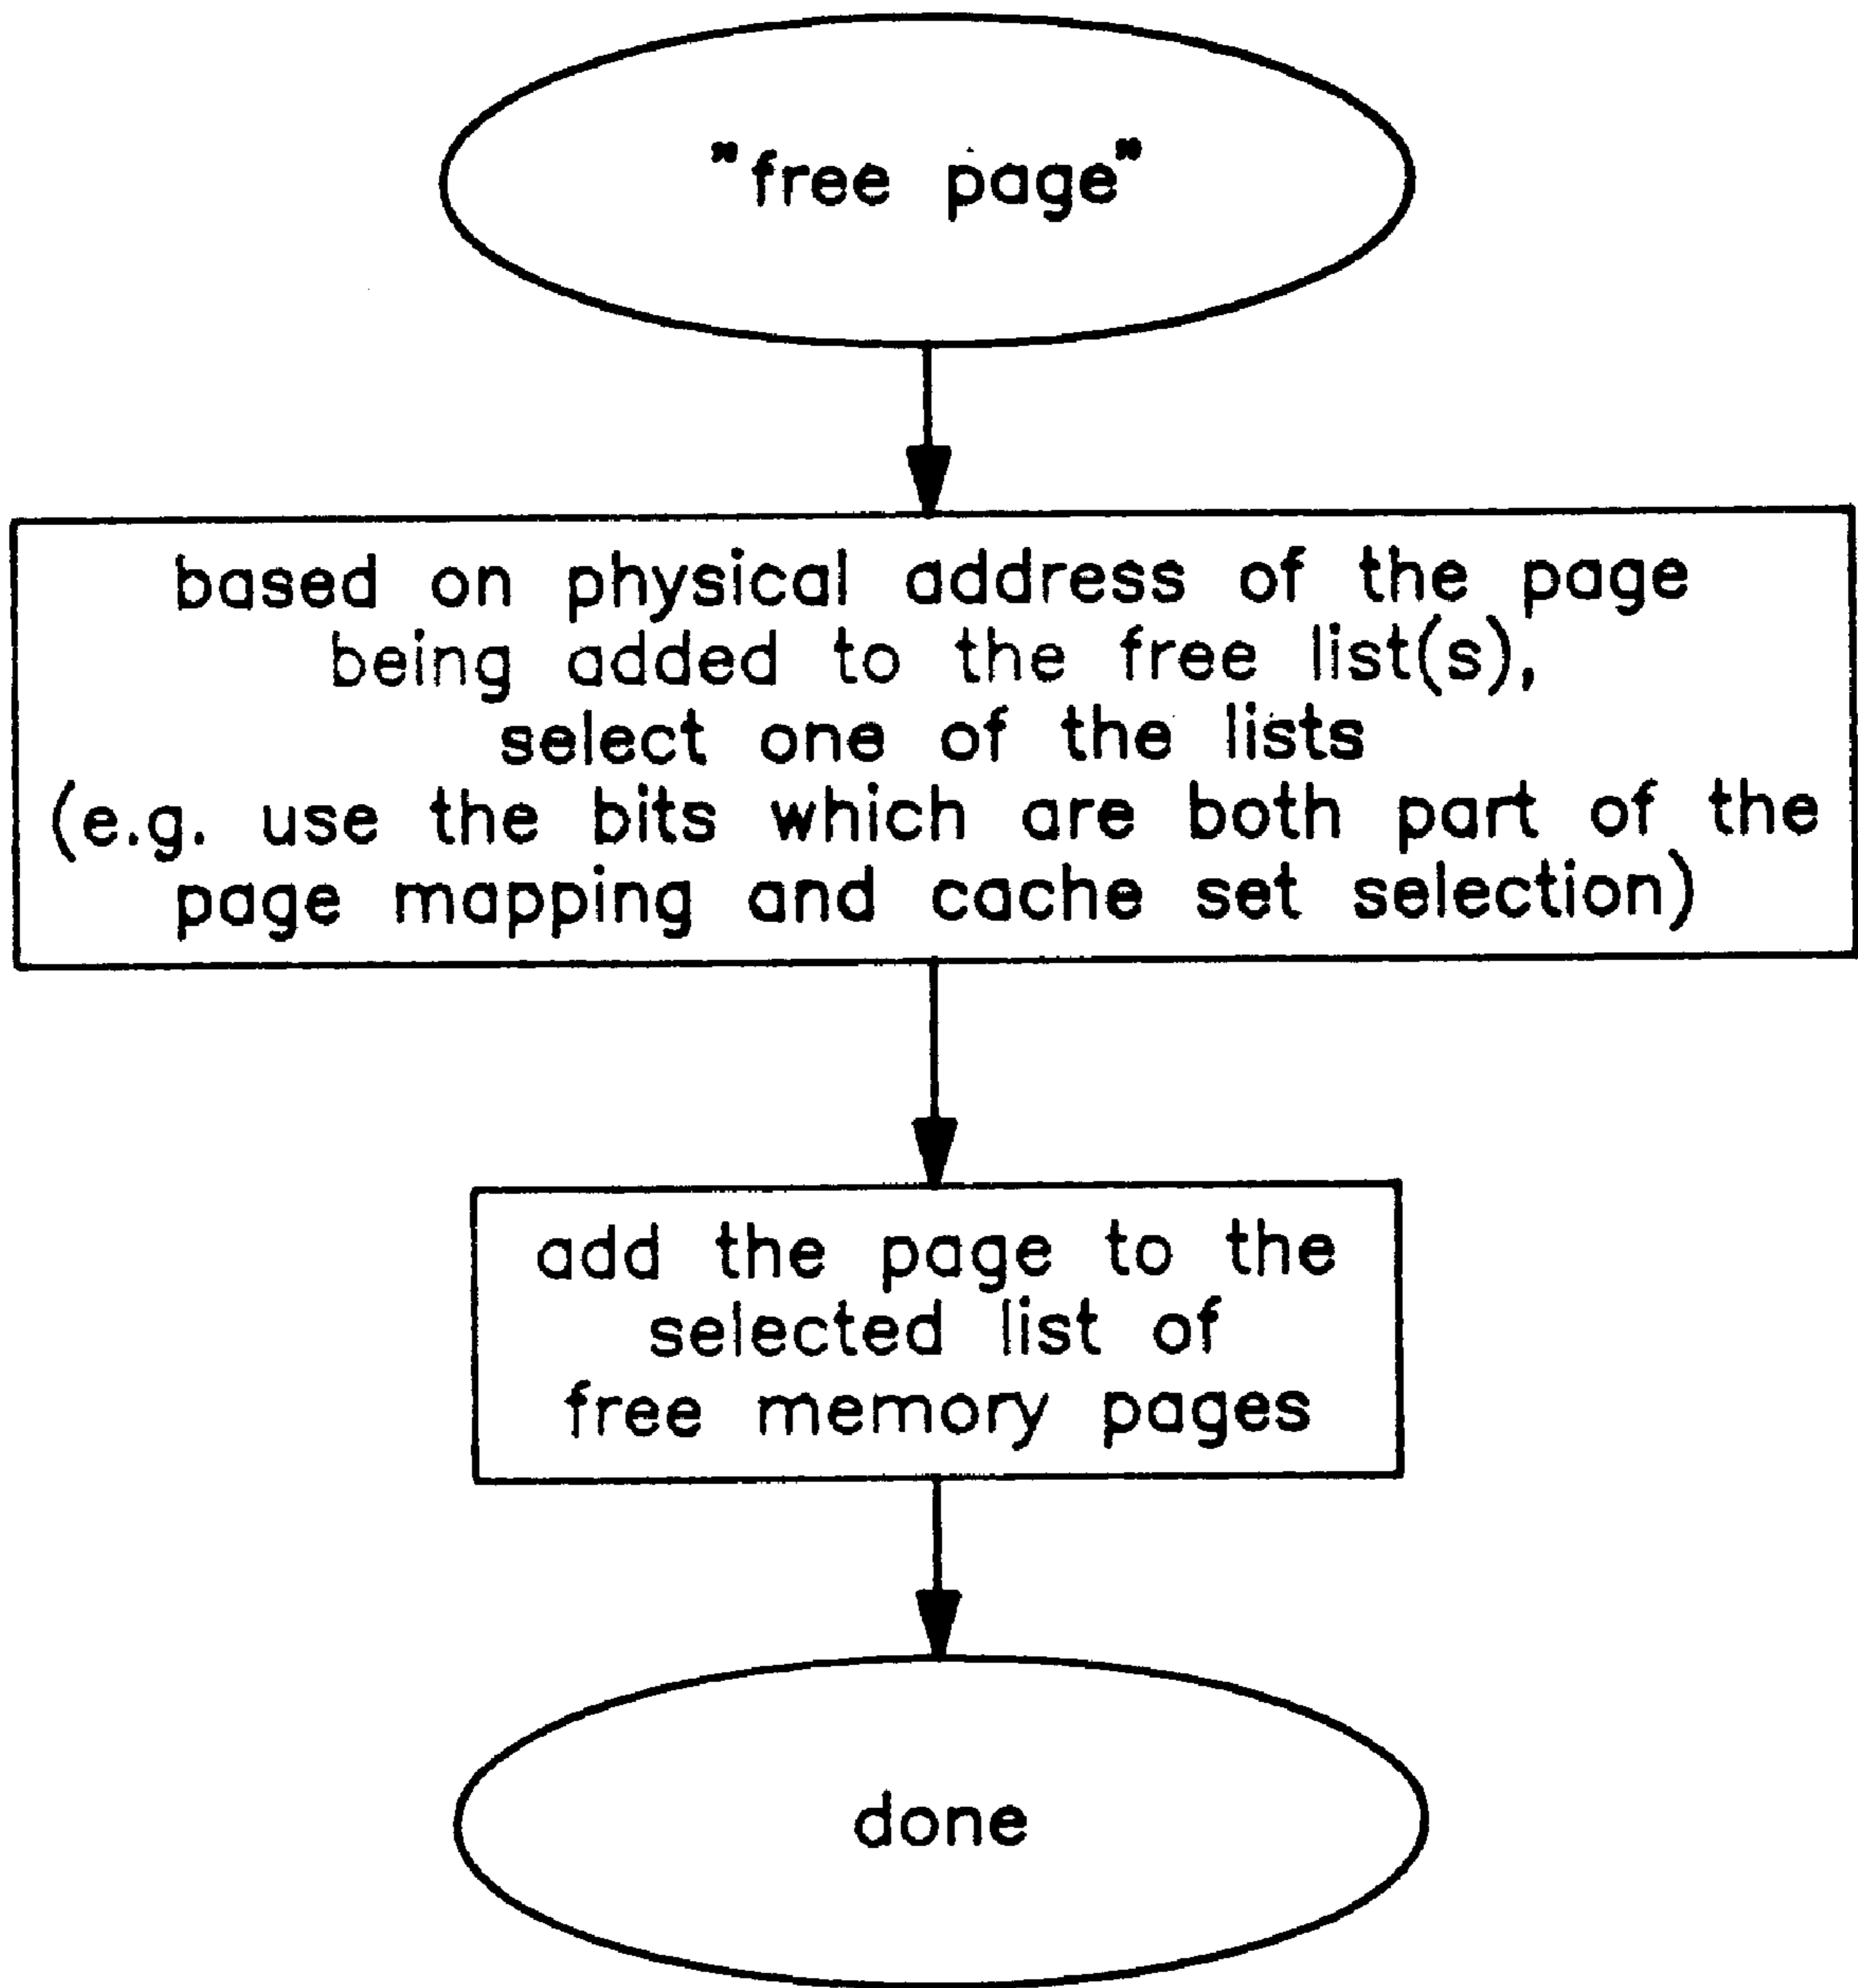 "free page"
based on physical address of the page
being added to the free list(s),
select one of the lists
(e.g. use the bits which are both part of the
page mapping and cache set selection)
add the page to the
selected list of
free memory pages
done